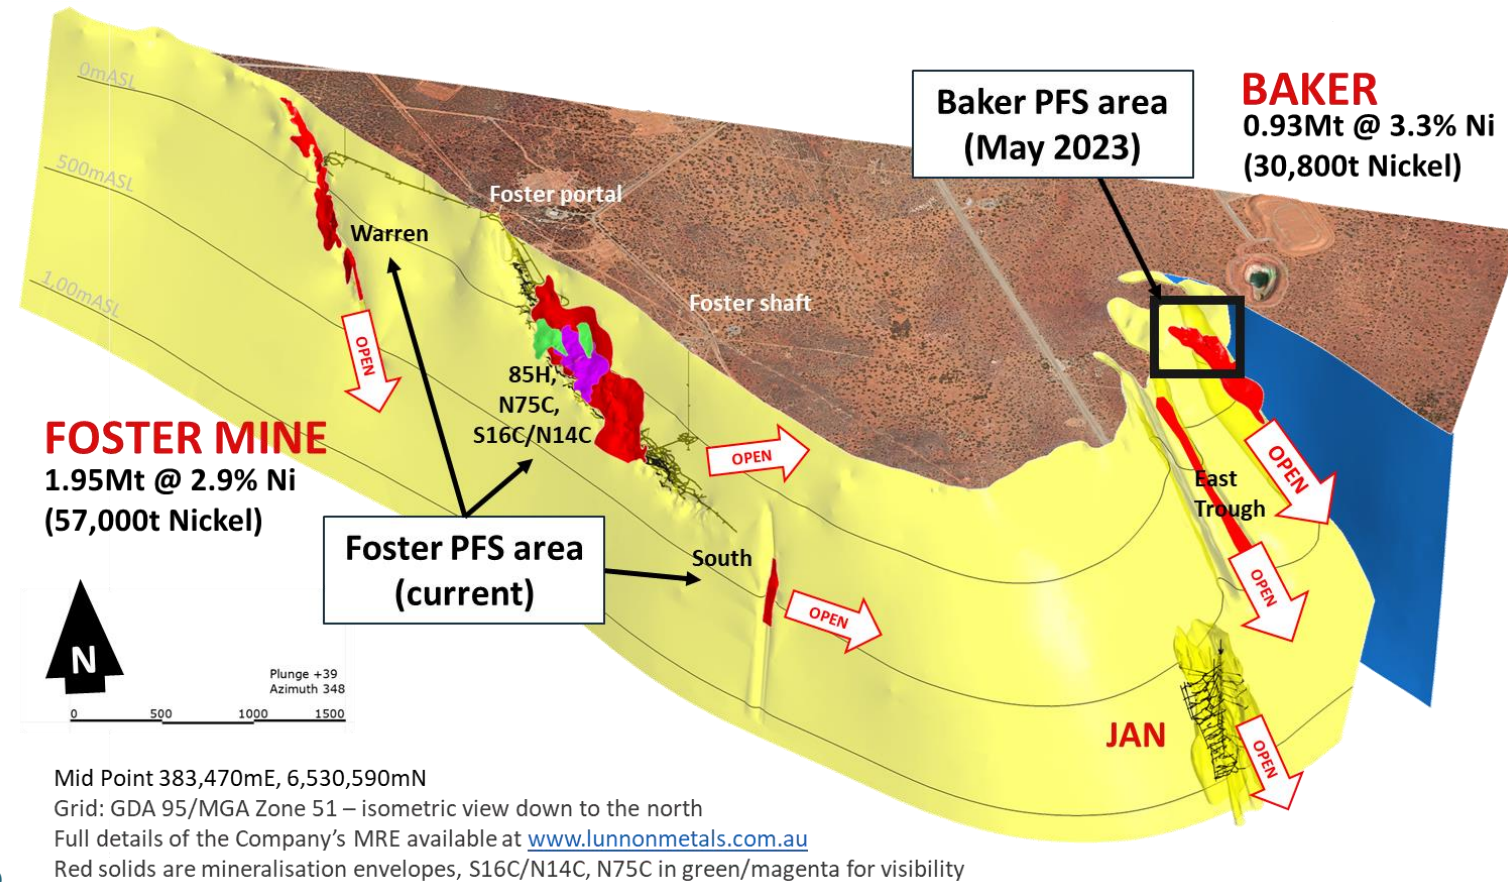 0mASL
500mASL
1,00mASL
Foster portal
Warren
Foster shaft
Baker PFS area
(May 2023)
BAKER
0.93Mt @ 3.3% Ni
(30,800t Nickel)
OPEN
85H,
N75C,
S16C/N14C
OPEN
FOSTER MINE
1.95Mt @ 2.9% Ni
(57,000t Nickel)
Foster PFS area
(current)
South
OPEN
East
Trough
OPEN
OPEN
JAN
OPEN
N
Plunge +39
Azimuth 348
0 500 1000 1500
Mid Point 383,470mE, 6,530,590mN
Grid: GDA 95/MGA Zone 51 – isometric view down to the north
Full details of the Company's MRE available at www.lunnonmetals.com.au
Red solids are mineralisation envelopes, S16C/N14C, N75C in green/magenta for visibility